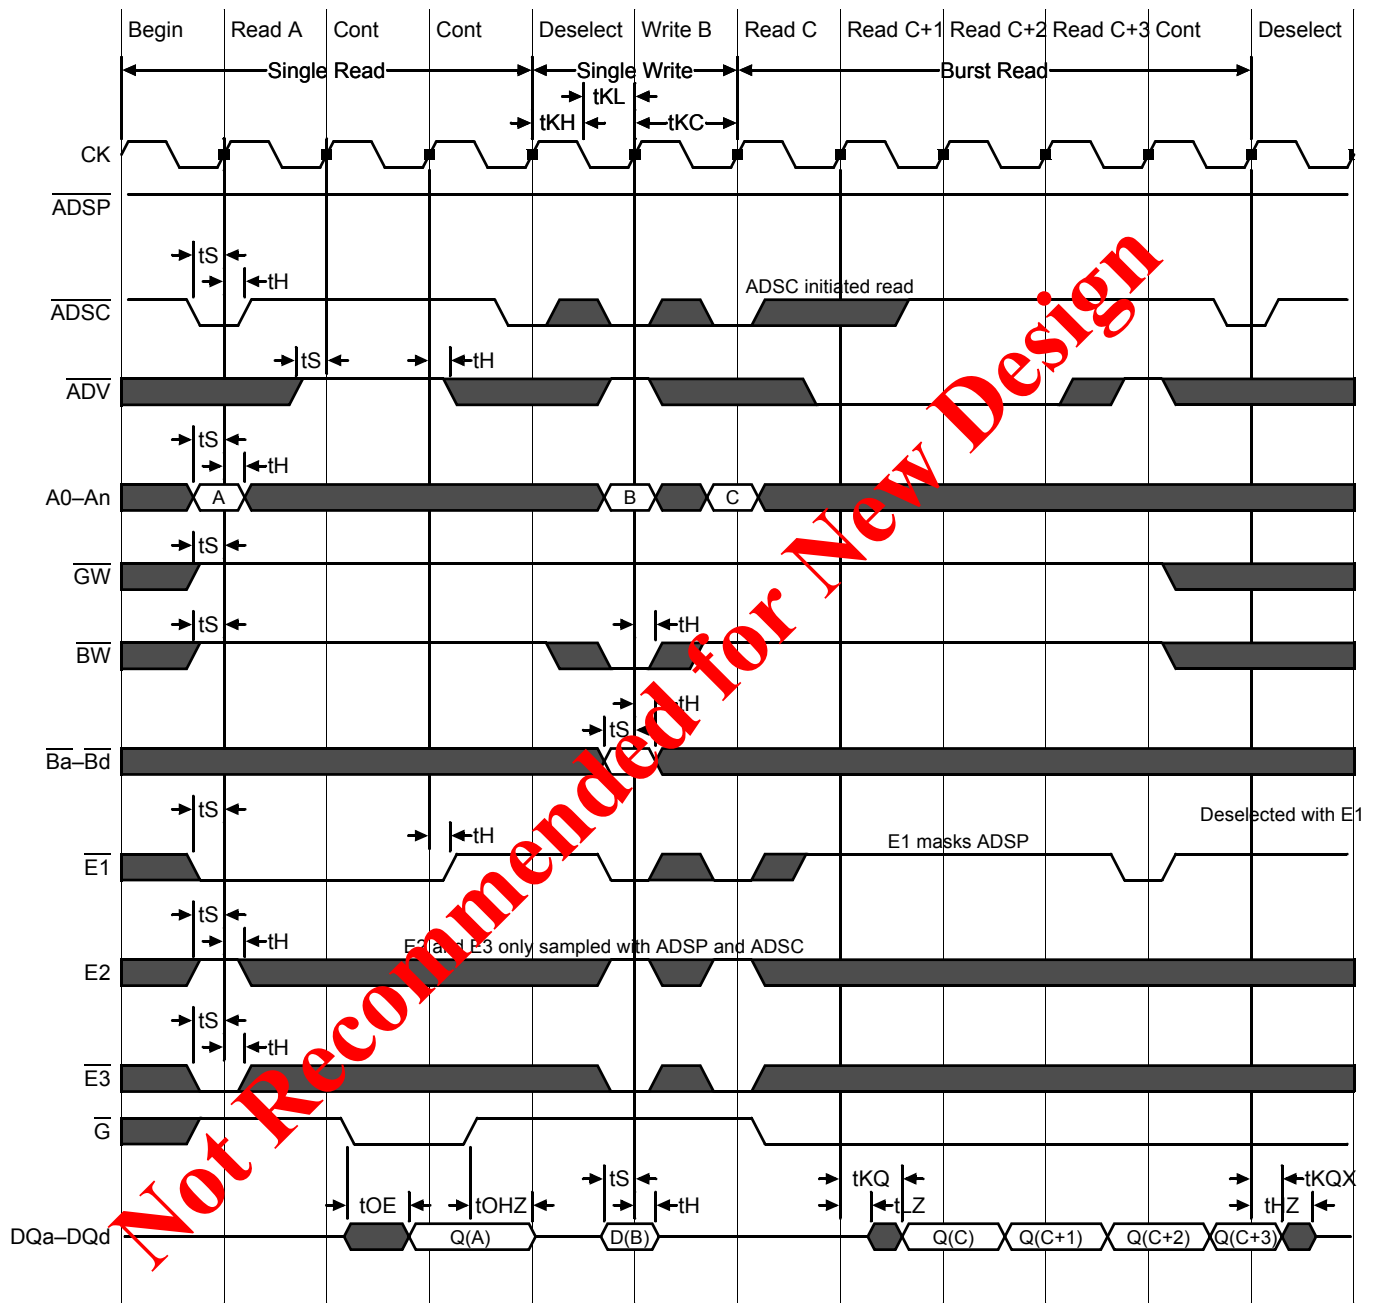 Begin Read A Cont Cont Deselect Write B Read C Read C+1 Read C+2 Read C+3 Cont Deselect
Single Read Single Write Burst Read
tKL
tKH tKC
CK
ADSP
tS
tH
ADSC initiated read
ADSC
tS tH
ADV
tS
tH
A0–An A B C
tS
GW
tS tH
BW
tH
tS
Ba–Bd
tS
Deselected with E1
tH
E1 masks ADSP
E1
tS
tH
E2 and E3 only sampled with ADSP and ADSC
E2
tS
tH
E3
G
tS tKQ tKQX
tOE tOHZ tH tLZ tHZ
DQa–DQd Q(A) D(B) Q(C) Q(C+1) Q(C+2) Q(C+3)
Not Recommended for New Design